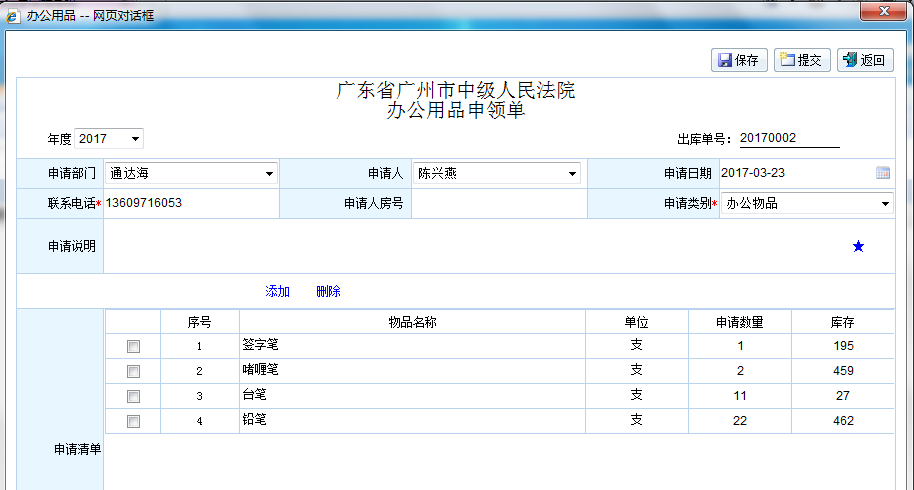 办公用品 -- 网页对话框
保存 提交 返回
广东省广州市中级人民法院
办公用品申领单
年度 2017 出库单号: 20170002
申请部门 通达海 申请人 陈兴燕 申请日期 2017-03-23
联系电话* 13609716053 申请人房号 申请类别* 办公物品
申请说明
添加 删除
序号 物品名称 单位 申请数量 库存
1 签字笔 支 1 195
2 啫喱笔 支 2 459
3 台笔 支 11 27
4 铅笔 支 22 462
申请清单